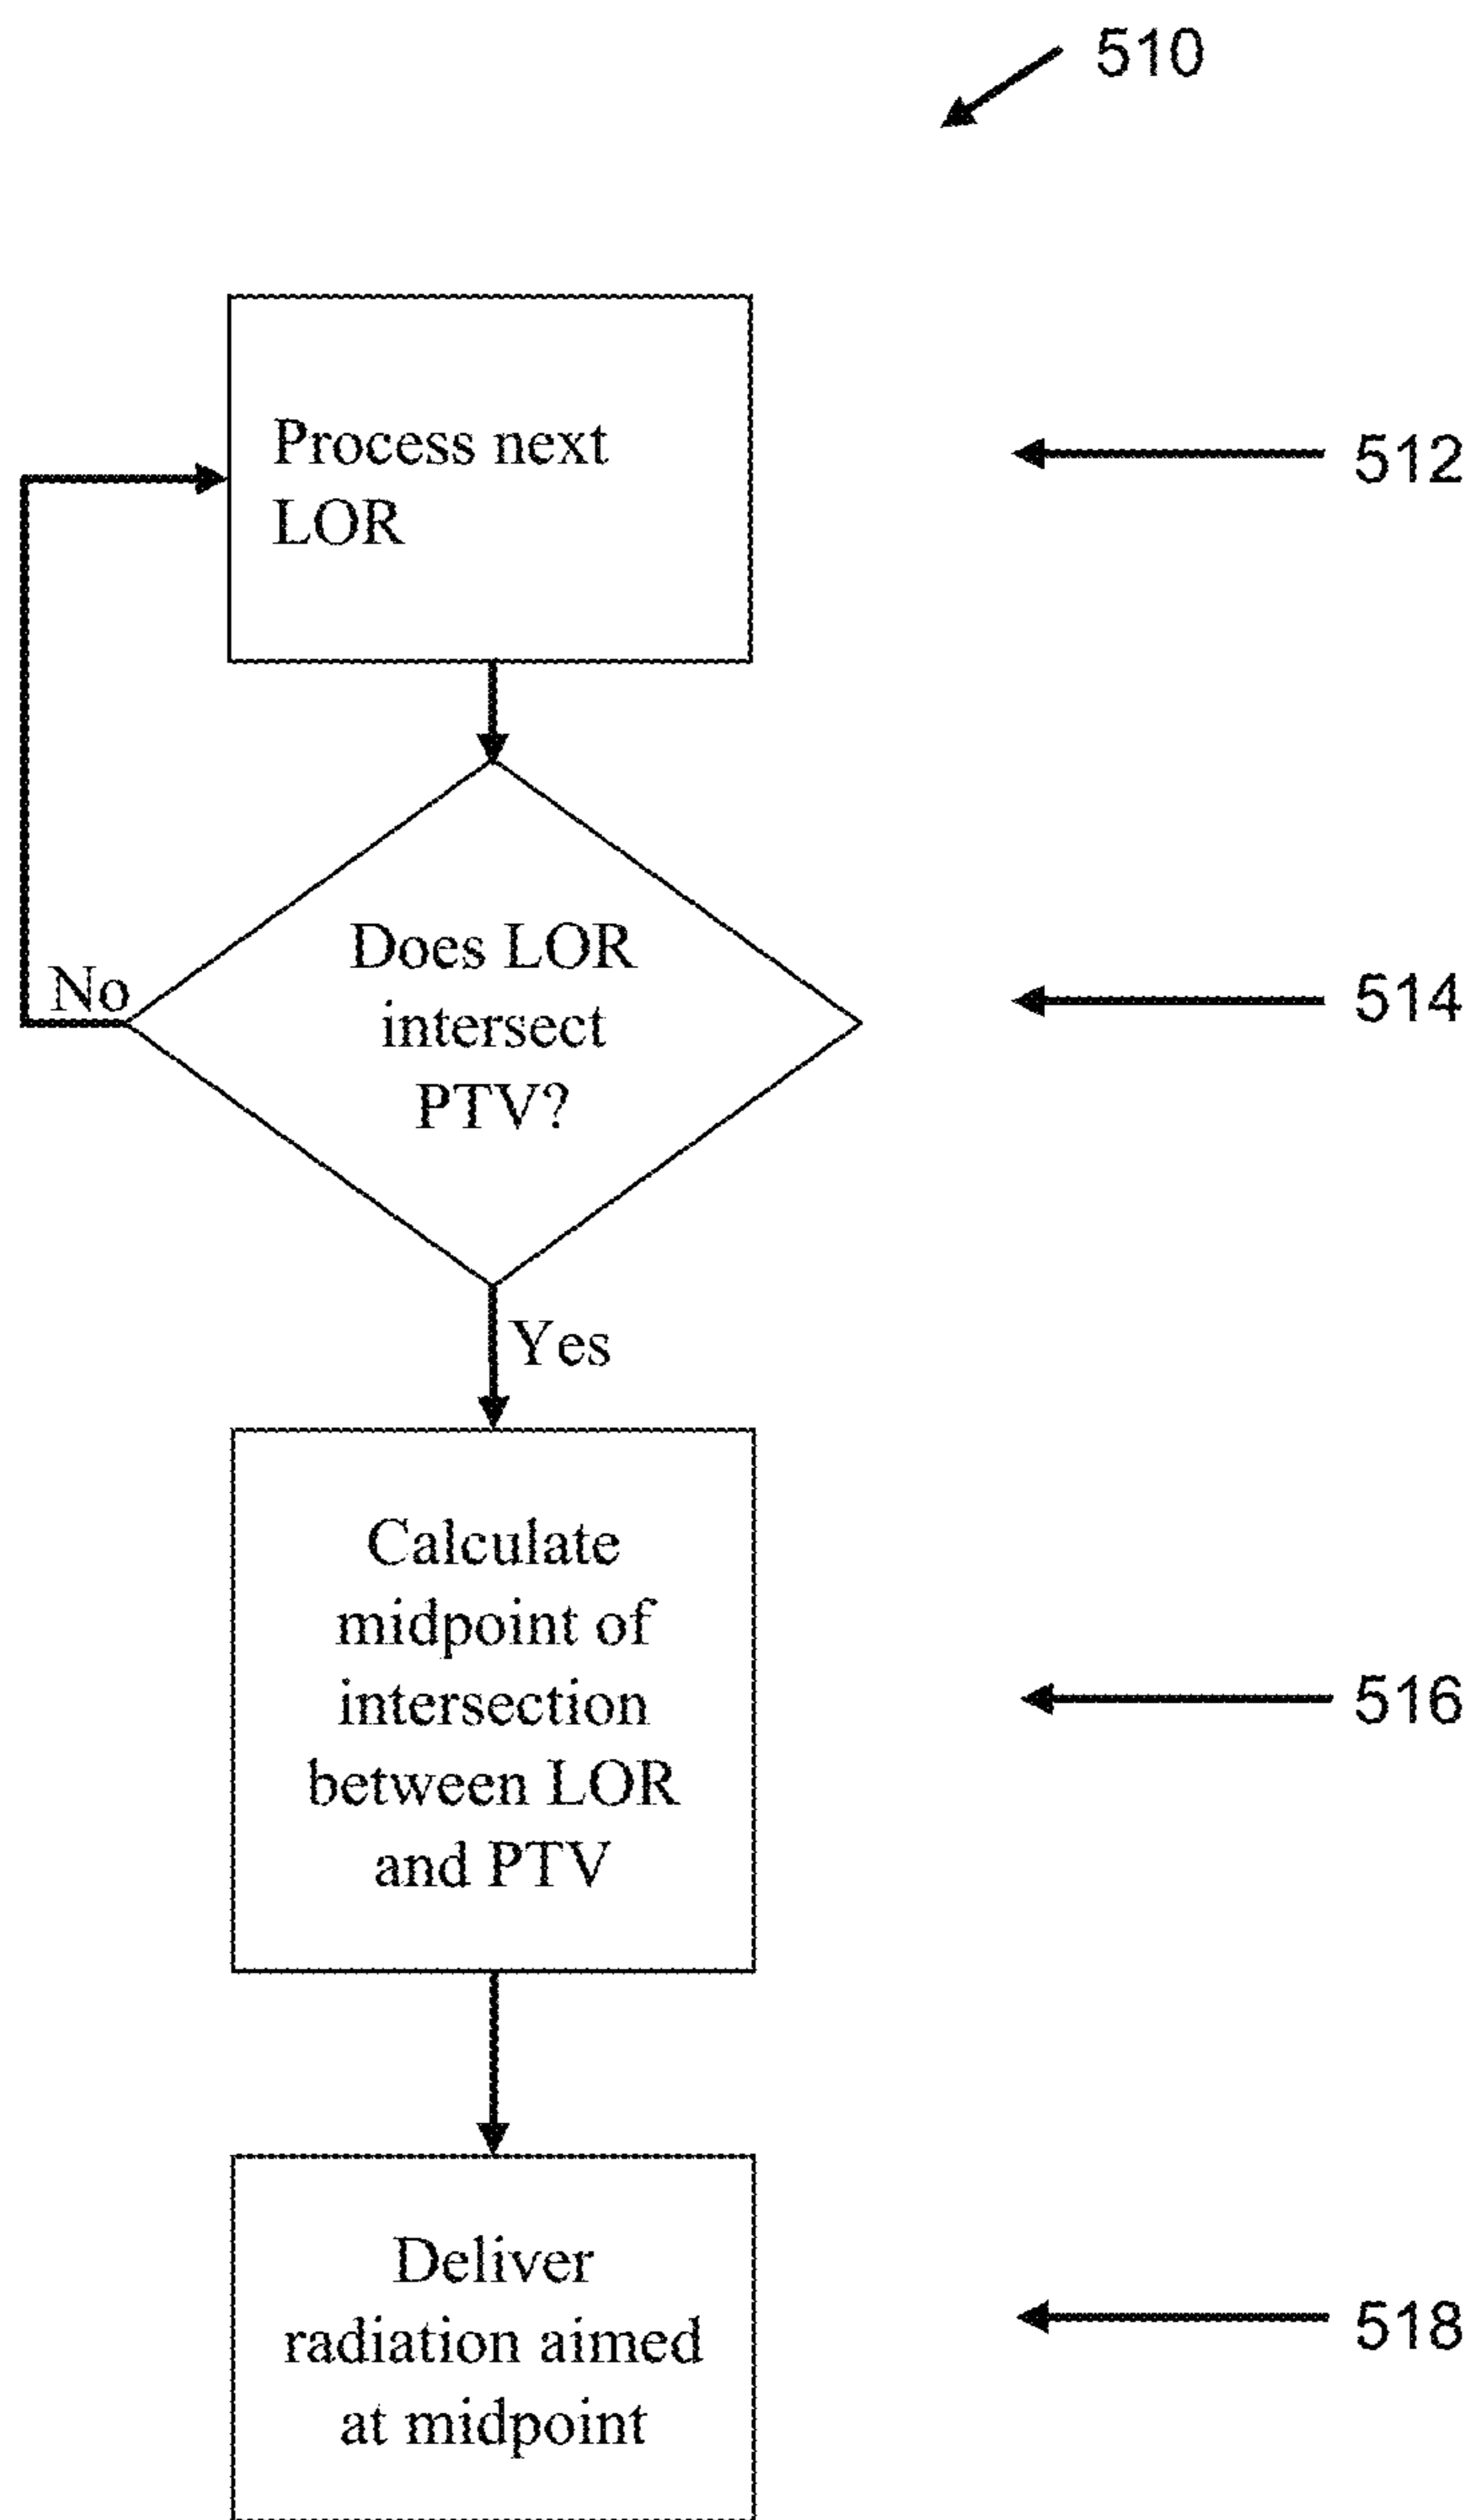 510
Process next
LOR
512
Does LOR
intersect
PTV?
514
No
Yes
Calculate
midpoint of
intersection
between LOR
and PTV
516
Deliver
radiation aimed
at midpoint
518